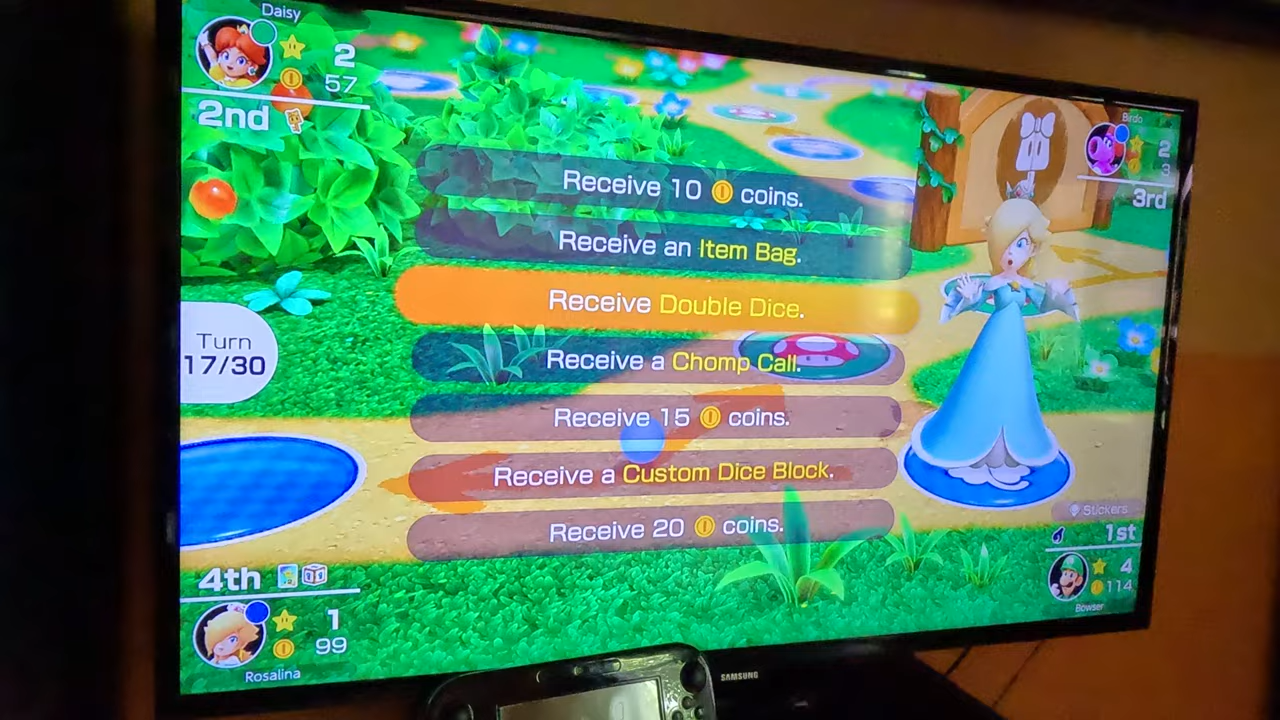 Daisy
2
57
2nd
Birdo
2
3
3rd
Receive 10 coins.
Receive an Item Bag.
Receive Double Dice.
Receive a Chomp Call.
Receive 15 coins.
Receive a Custom Dice Block.
Receive 20 coins.
Turn
17/30
Stickers
1st
4
114
Bowser
4th
1
99
Rosalina
SAMSUNG